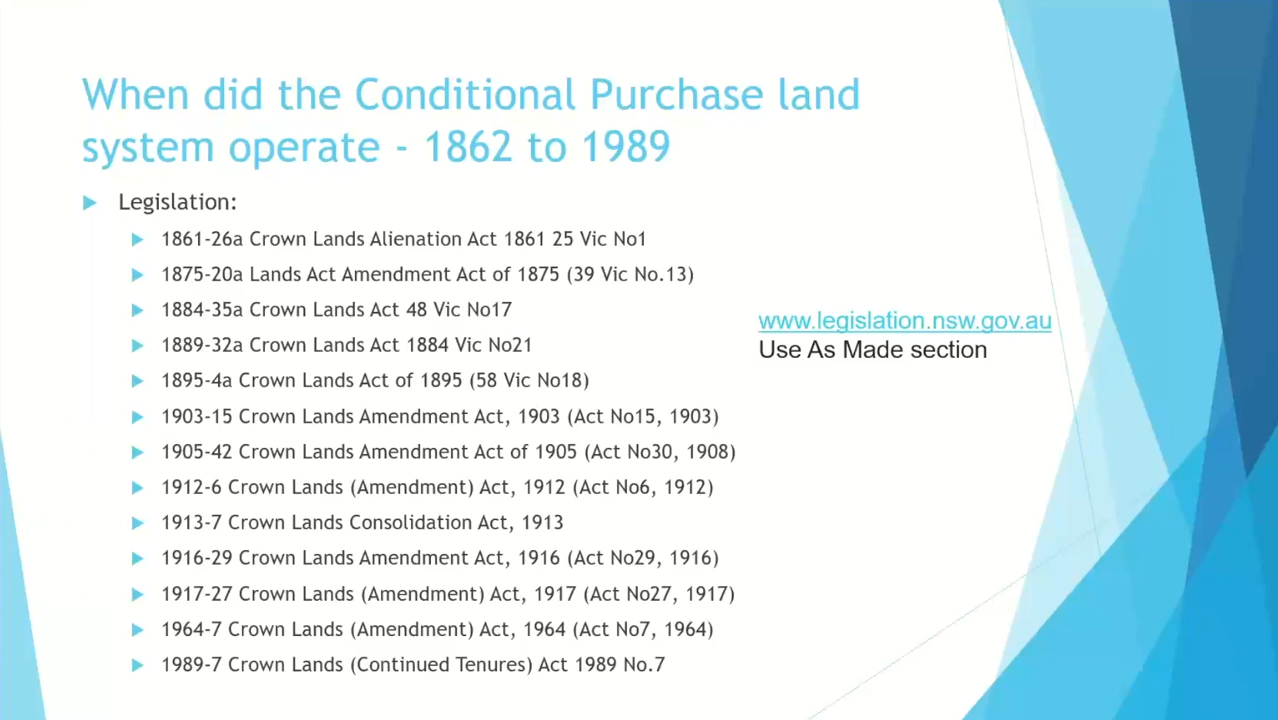 When did the Conditional Purchase land
system operate - 1862 to 1989
Legislation:
1861-26a Crown Lands Alienation Act 1861 25 Vic No1
1875-20a Lands Act Amendment Act of 1875 (39 Vic No.13)
1884-35a Crown Lands Act 48 Vic No17
1889-32a Crown Lands Act 1884 Vic No21
1895-4a Crown Lands Act of 1895 (58 Vic No18)
1903-15 Crown Lands Amendment Act, 1903 (Act No15, 1903)
1905-42 Crown Lands Amendment Act of 1905 (Act No30, 1908)
1912-6 Crown Lands (Amendment) Act, 1912 (Act No6, 1912)
1913-7 Crown Lands Consolidation Act, 1913
1916-29 Crown Lands Amendment Act, 1916 (Act No29, 1916)
1917-27 Crown Lands (Amendment) Act, 1917 (Act No27, 1917)
1964-7 Crown Lands (Amendment) Act, 1964 (Act No7, 1964)
1989-7 Crown Lands (Continued Tenures) Act 1989 No.7
www.legislation.nsw.gov.au
Use As Made section